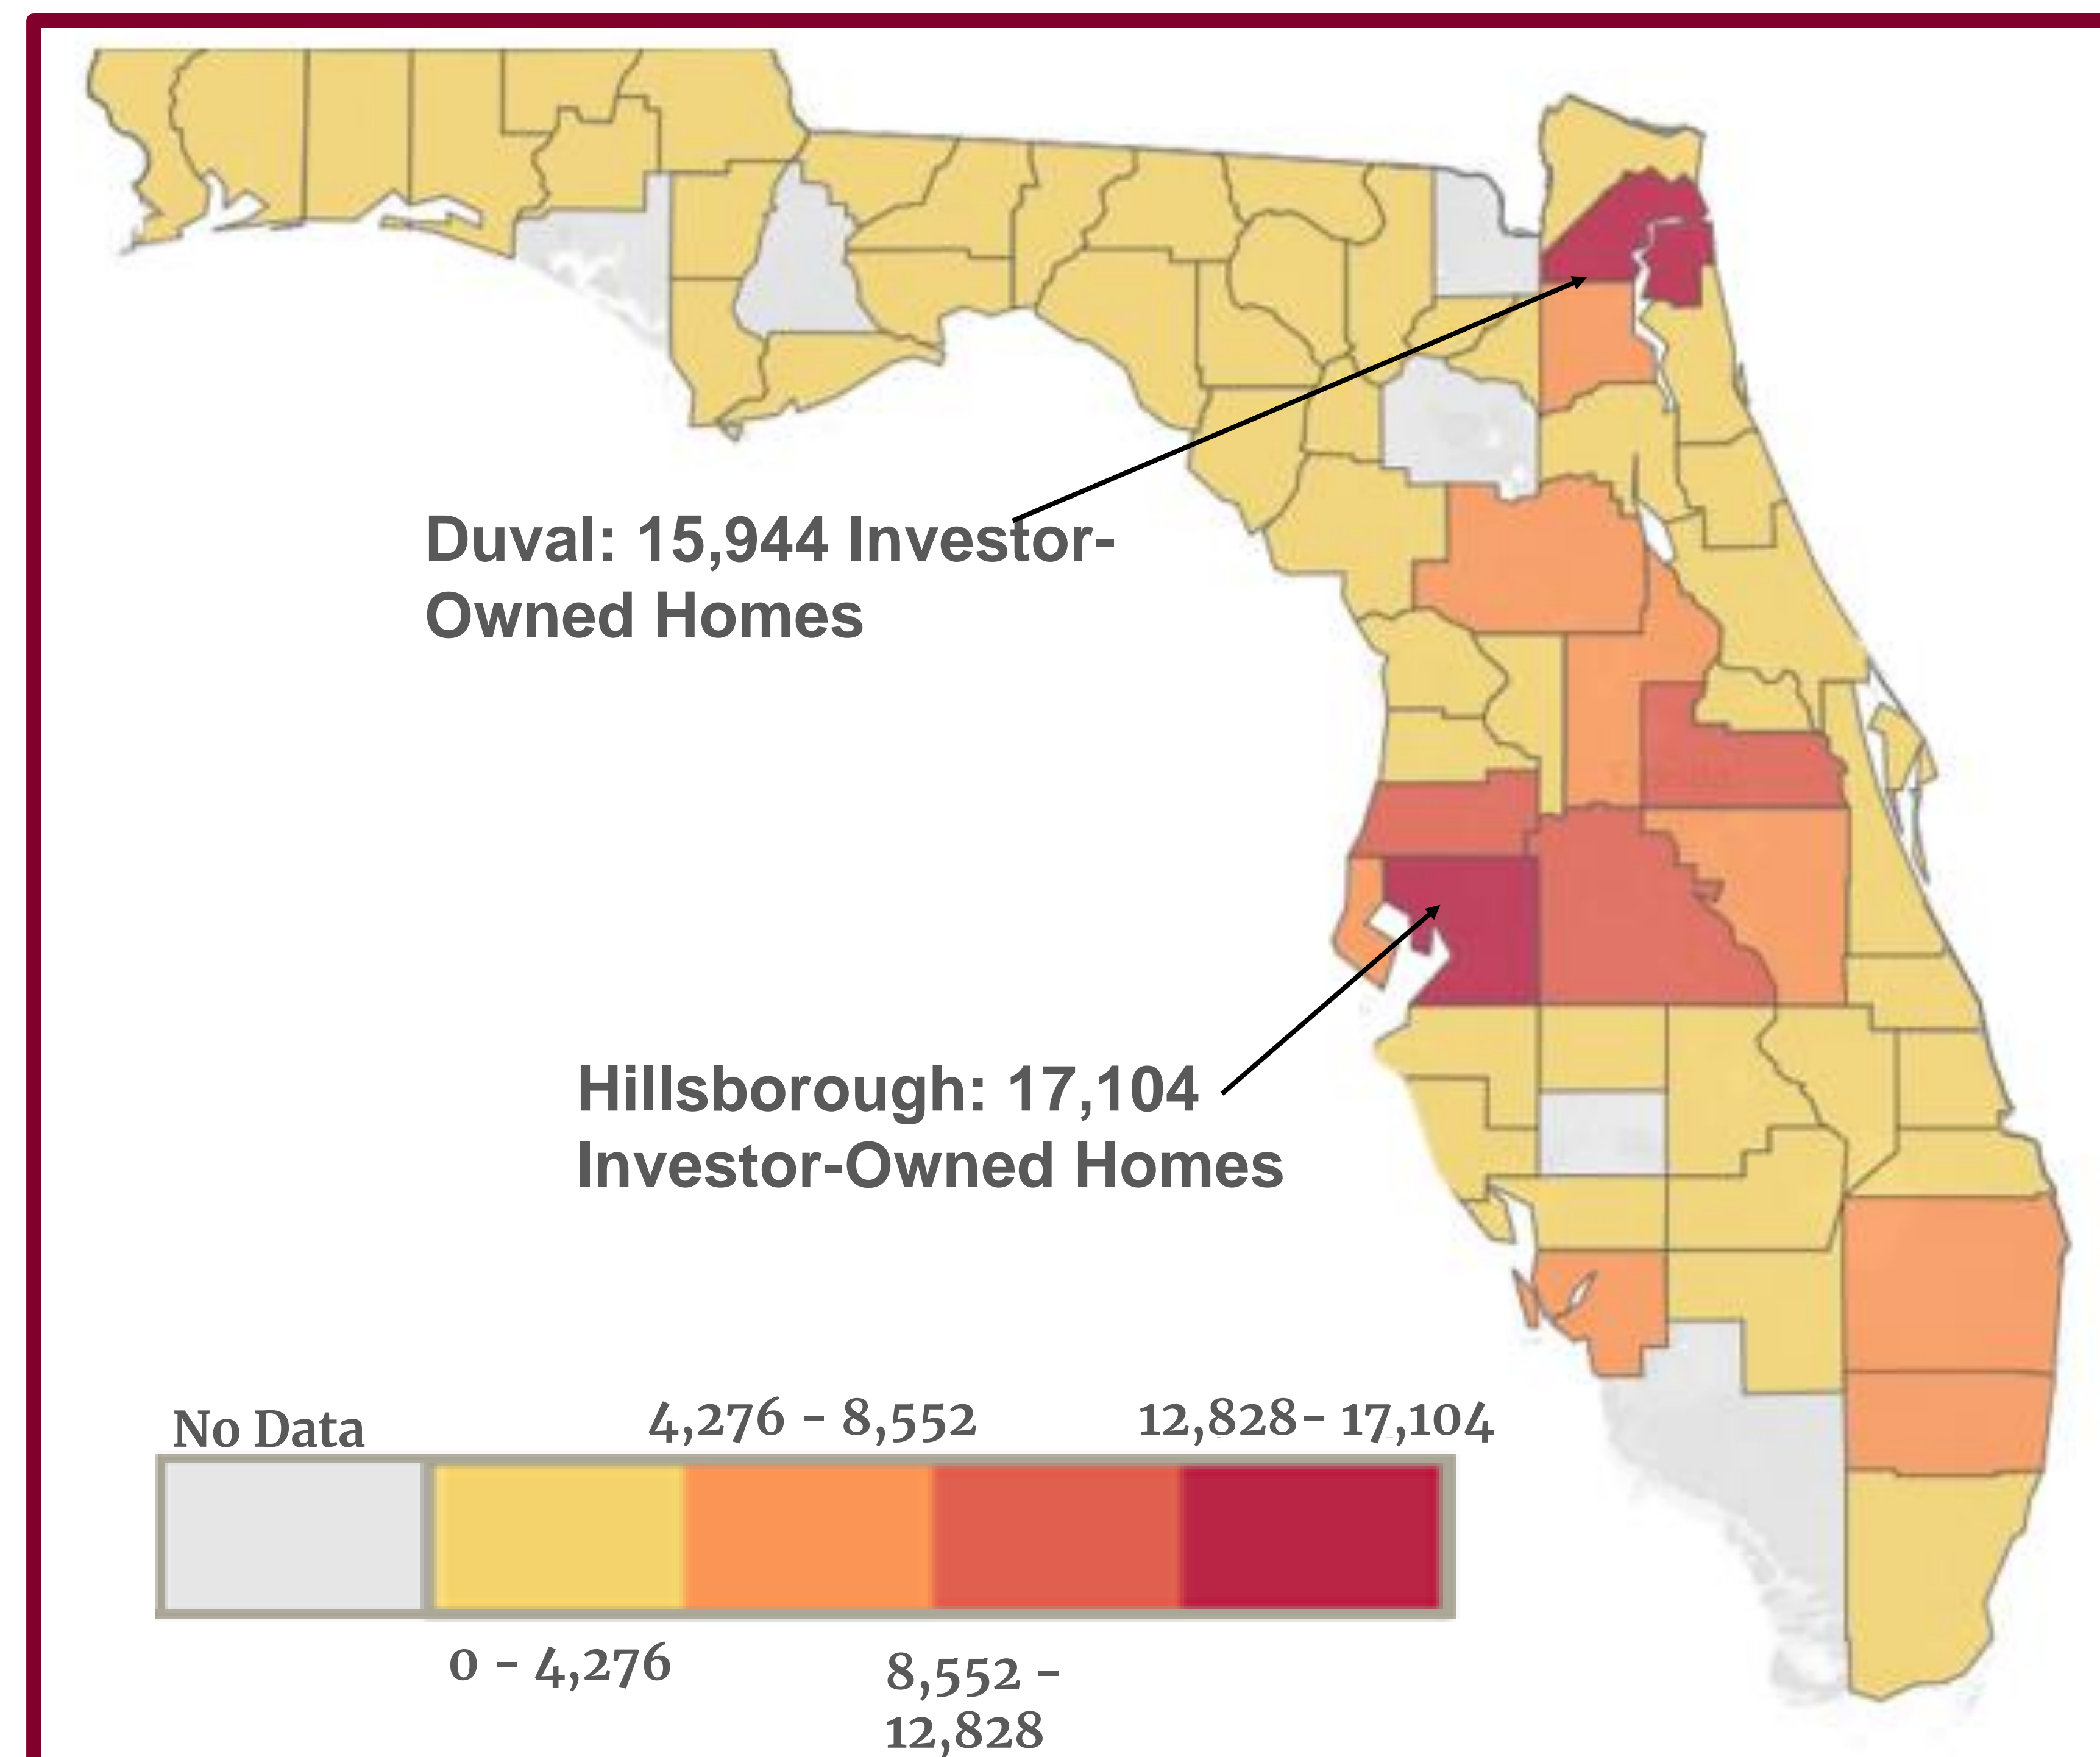 Duval: 15,944 Investor-
Owned Homes
Hillsborough: 17,104
Investor-Owned Homes
No Data
4,276 - 8,552
12,828- 17,104
0 - 4,276
8,552 -
12,828